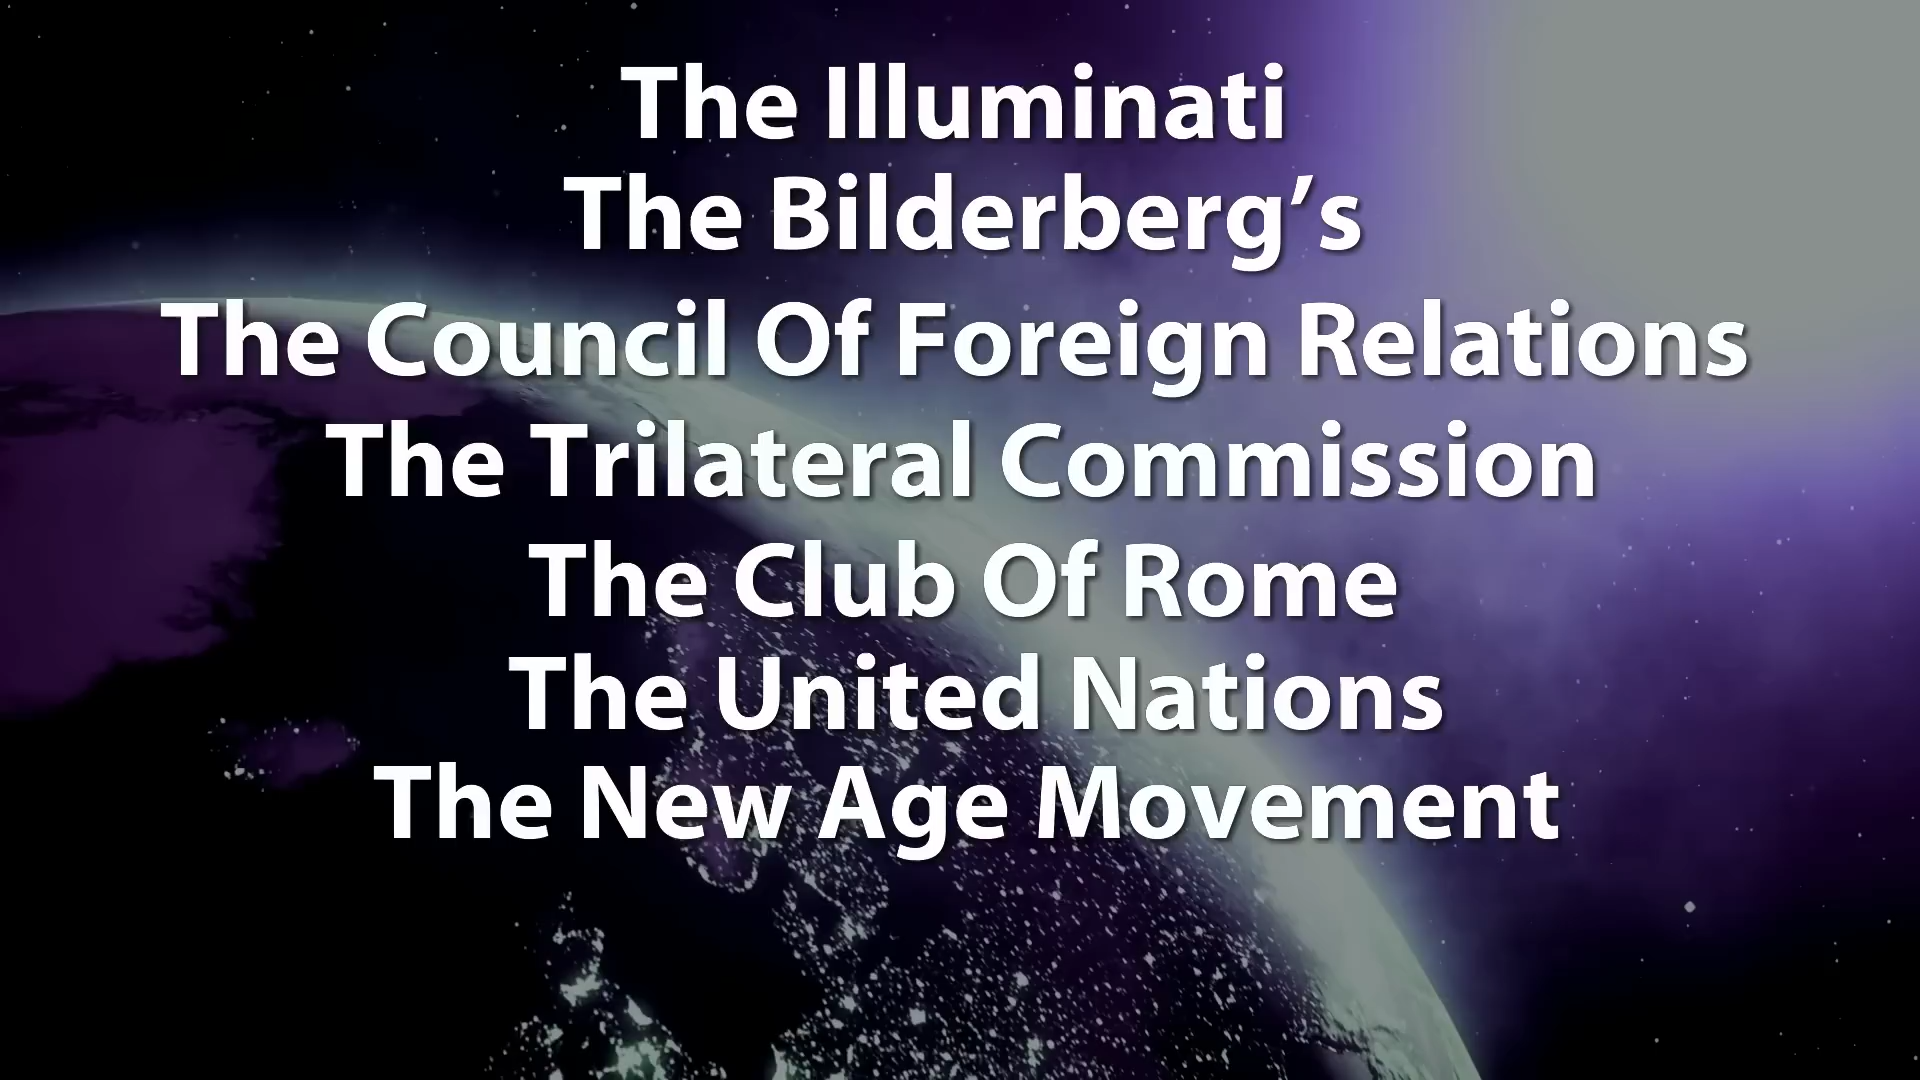 The Illuminati
The Bilderberg’s
The Council Of Foreign Relations
The Trilateral Commission
The Club Of Rome
The United Nations
The New Age Movement